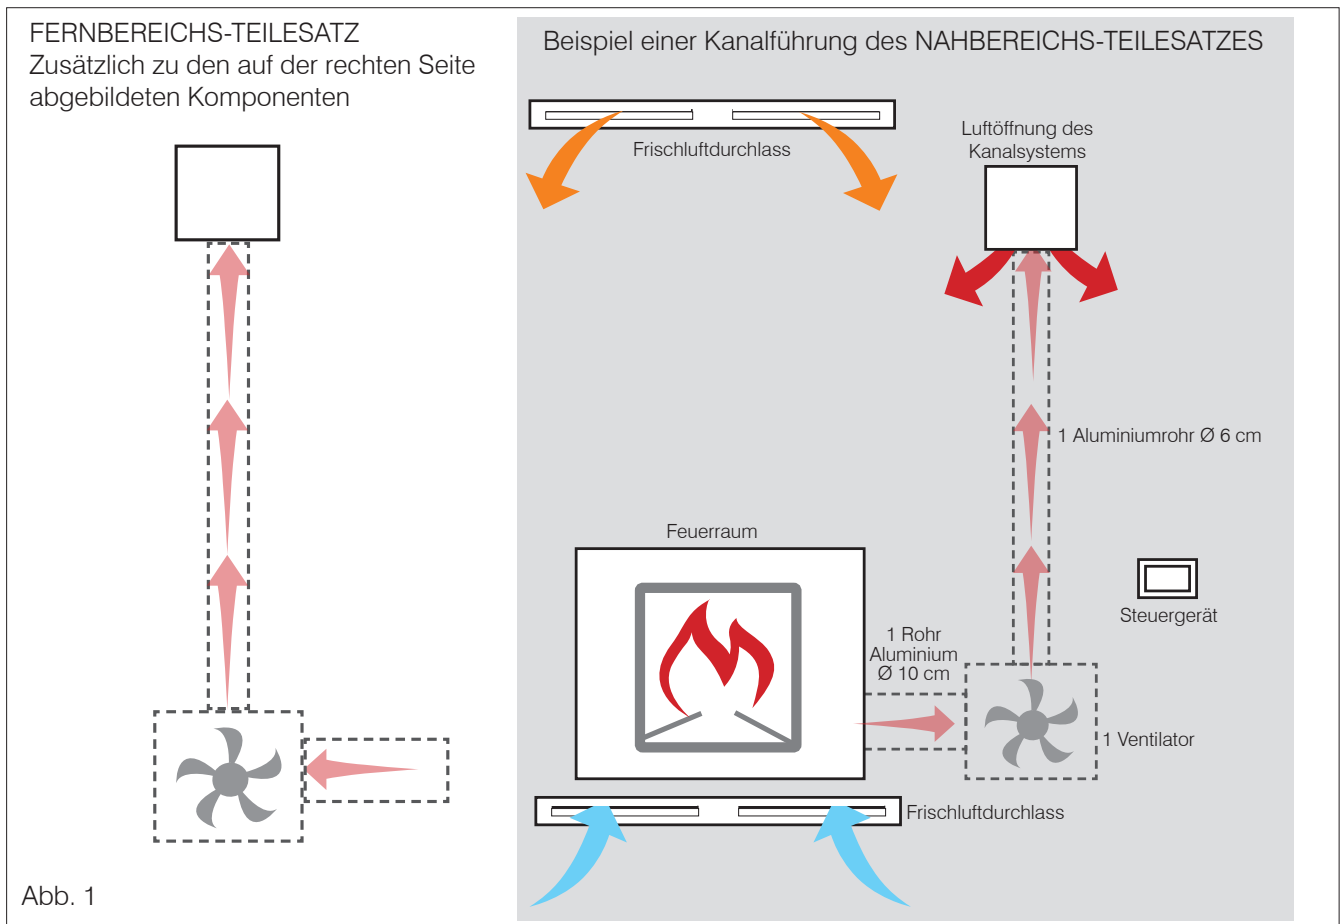 FERNBEREICHS-TEILESATZ
Zusätzlich zu den auf der rechten Seite
abgebildeten Komponenten
Beispiel einer Kanalführung des NAHBEREICHS-TEILESATZES
Frischluftdurchlass
Luftöffnung des
Kanalsystems
1 Aluminiumrohr Ø 6 cm
Feuerraum
Steuergerät
1 Rohr
Aluminium
Ø 10 cm
1 Ventilator
Frischluftdurchlass
Abb. 1